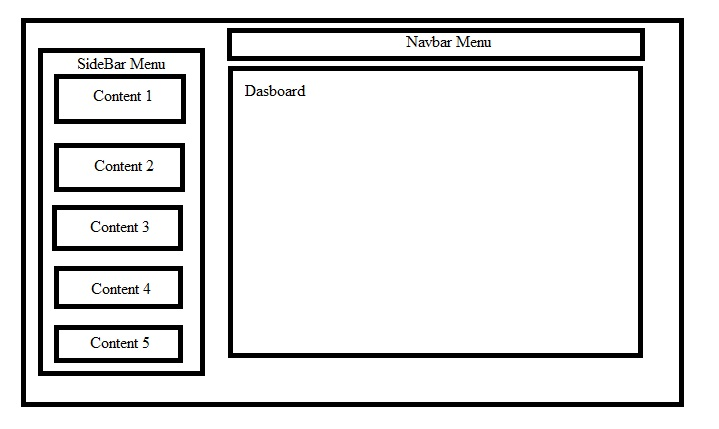 Navbar Menu
SideBar Menu
Content 1
Content 2
Content 3
Content 4
Content 5
Dasboard